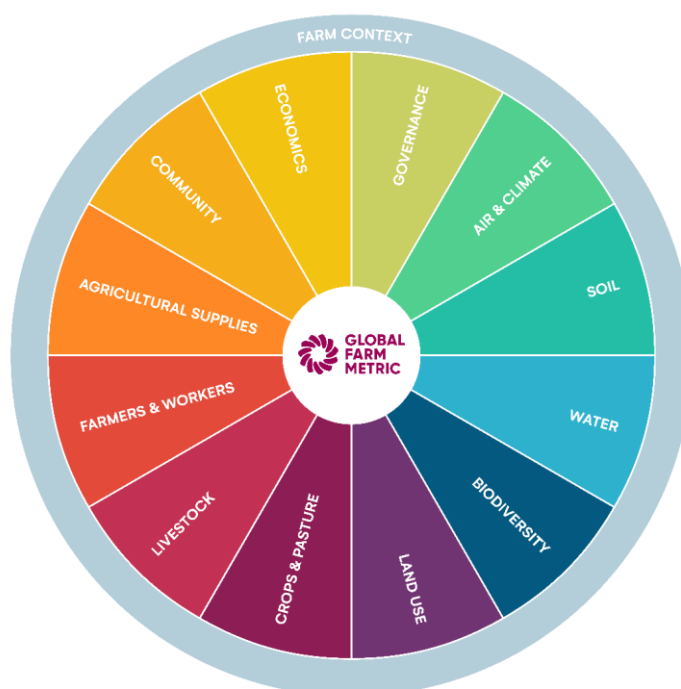 FARM CONTEXT
GOVERNANCE
AIR & CLIMATE
SOIL
WATER
BIODIVERSITY
LAND USE
CROPS & PASTURE
LIVESTOCK
FARMERS & WORKERS
AGRICULTURAL SUPPLIES
COMMUNITY
ECONOMICS
GLOBAL
FARM
METRIC